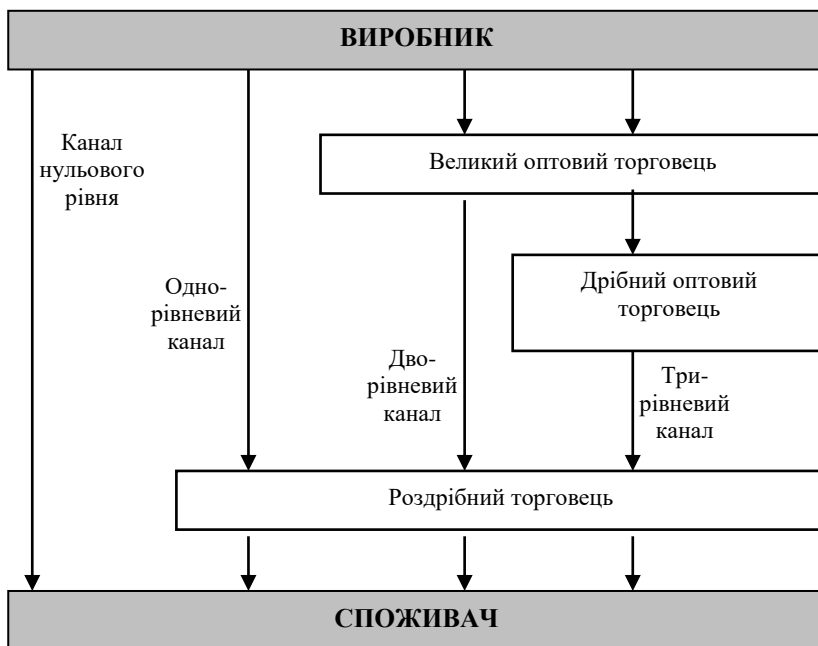 ВИРОБНИК
Канал
нульового
рівня
Великий оптовий торговець
Дрібний оптовий
торговець
Одно-
рівневий
канал
Дво-
рівневий
канал
Три-
рівневий
канал
Роздрібний торговець
СПОЖИВАЧ